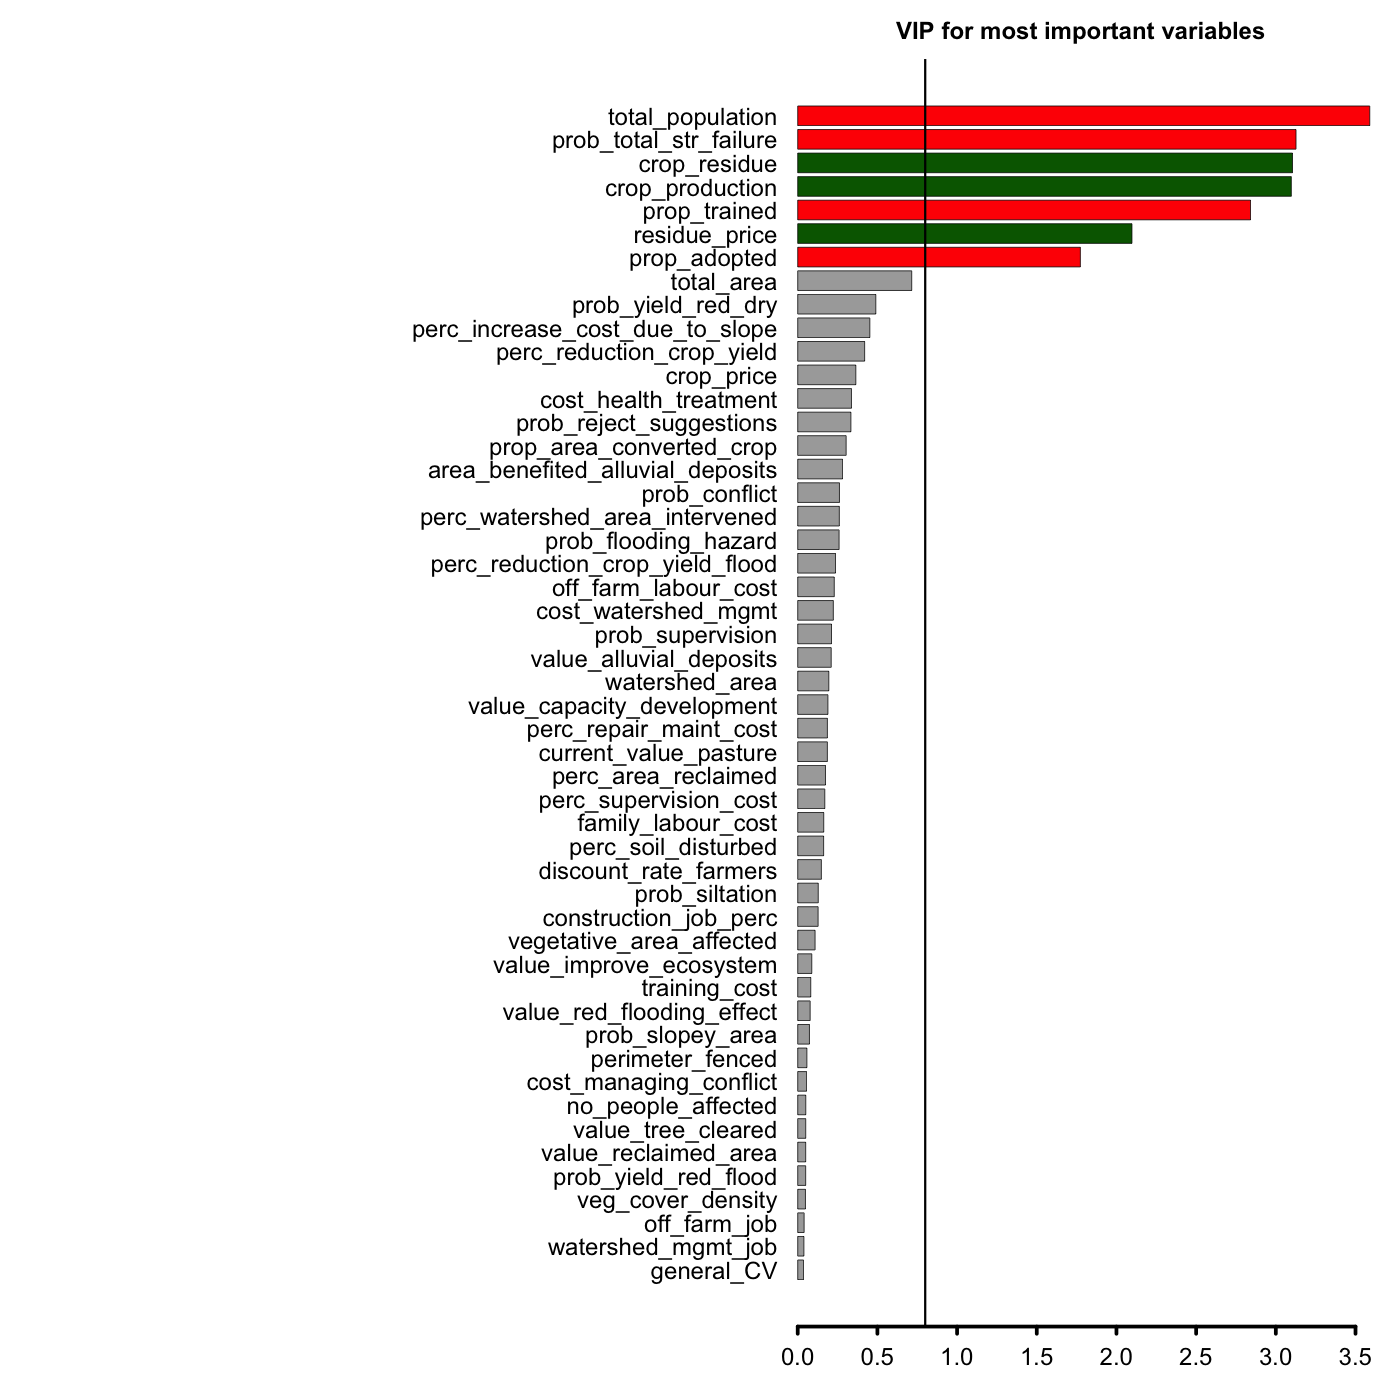 VIP for most important variables
total_population
prob_total_str_failure
crop_residue
crop_production
prop_trained
residue_price
prop_adopted
total_area
prob_yield_red_dry
perc_increase_cost_due_to_slope
perc_reduction_crop_yield
crop_price
cost_health_treatment
prob_reject_suggestions
prop_area_converted_crop
area_benefited_alluvial_deposits
prob_conflict
perc_watershed_area_intervened
prob_flooding_hazard
perc_reduction_crop_yield_flood
off_farm_labour_cost
cost_watershed_mgmt
prob_supervision
value_alluvial_deposits
watershed_area
value_capacity_development
perc_repair_maint_cost
current_value_pasture
perc_area_reclaimed
perc_supervision_cost
family_labour_cost
perc_soil_disturbed
discount_rate_farmers
prob_siltation
construction_job_perc
vegetative_area_affected
value_improve_ecosystem
training_cost
value_red_flooding_effect
prob_slopey_area
perimeter_fenced
cost_managing_conflict
no_people_affected
value_tree_cleared
value_reclaimed_area
prob_yield_red_flood
veg_cover_density
off_farm_job
watershed_mgmt_job
general_CV
0.0 0.5 1.0 1.5 2.0 2.5 3.0 3.5